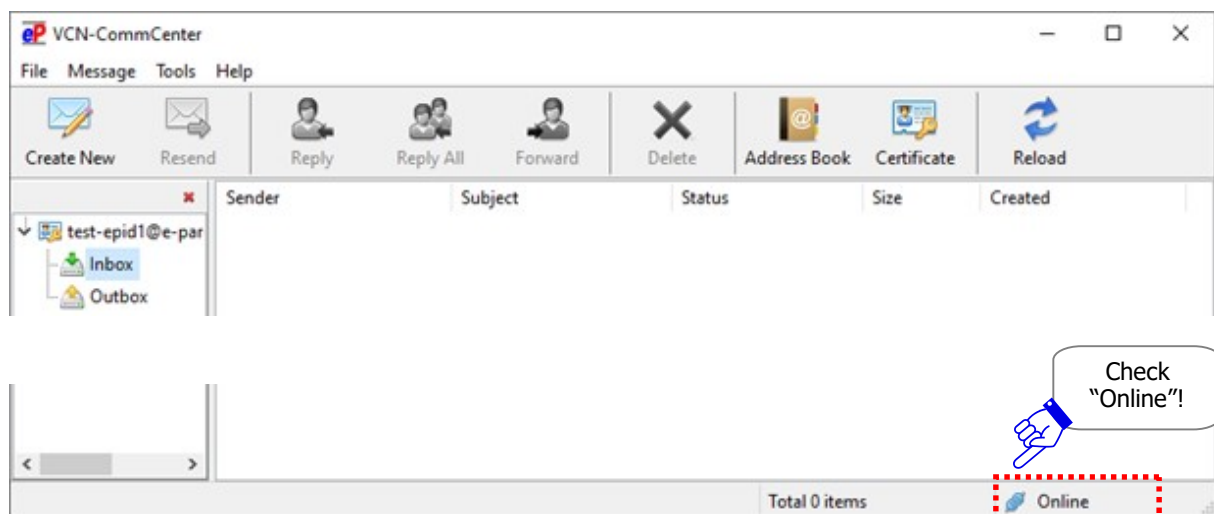 eP VCN-CommCenter
File Message Tools Help
Create New Resend Reply Reply All Forward Delete Address Book Certificate Reload
Sender Subject Status Size Created
test-epid1@e-par
Inbox
Outbox
Check
“Online”!
Total 0 items Online